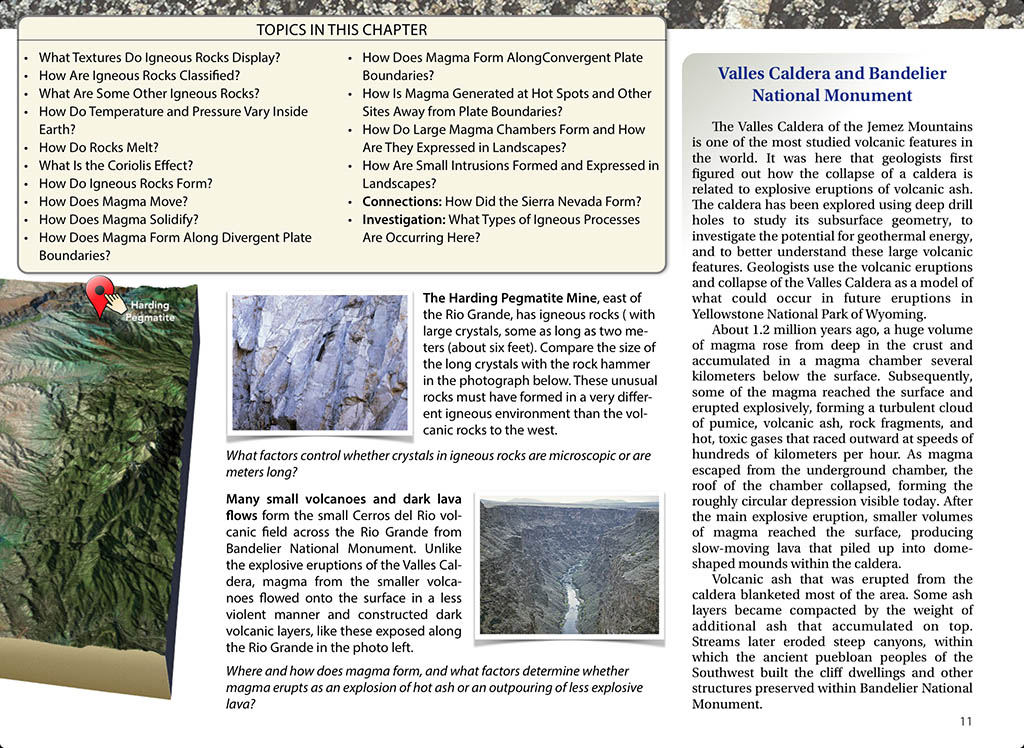 TOPICS IN THIS CHAPTER
• What Textures Do Igneous Rocks Display?
• How Are Igneous Rocks Classified?
• What Are Some Other Igneous Rocks?
• How Do Temperature and Pressure Vary Inside
Earth?
• How Do Rocks Melt?
• What Is the Coriolis Effect?
• How Do Igneous Rocks Form?
• How Does Magma Move?
• How Does Magma Solidify?
• How Does Magma Form Along Divergent Plate
Boundaries?
• How Does Magma Form AlongConvergent Plate
Boundaries?
• How Is Magma Generated at Hot Spots and Other
Sites Away from Plate Boundaries?
• How Do Large Magma Chambers Form and How
Are They Expressed in Landscapes?
• How Are Small Intrusions Formed and Expressed in
Landscapes?
• Connections: How Did the Sierra Nevada Form?
• Investigation: What Types of Igneous Processes
Are Occurring Here?
Harding
Pegmatite
The Harding Pegmatite Mine, east of
the Rio Grande, has igneous rocks ( with
large crystals, some as long as two me-
ters (about six feet). Compare the size of
the long crystals with the rock hammer
in the photograph below. These unusual
rocks must have formed in a very differ-
ent igneous environment than the vol-
canic rocks to the west.
What factors control whether crystals in igneous rocks are microscopic or are
meters long?
Many small volcanoes and dark lava
flows form the small Cerros del Rio vol-
canic field across the Rio Grande from
Bandelier National Monument. Unlike
the explosive eruptions of the Valles Cal-
dera, magma from the smaller volca-
noes flowed onto the surface in a less
violent manner and constructed dark
volcanic layers, like these exposed along
the Rio Grande in the photo left.
Where and how does magma form, and what factors determine whether
magma erupts as an explosion of hot ash or an outpouring of less explosive
lava?
Valles Caldera and Bandelier
National Monument
The Valles Caldera of the Jemez Mountains
is one of the most studied volcanic features in
the world. It was here that geologists first
figured out how the collapse of a caldera is
related to explosive eruptions of volcanic ash.
The caldera has been explored using deep drill
holes to study its subsurface geometry, to
investigate the potential for geothermal energy,
and to better understand these large volcanic
features. Geologists use the volcanic eruptions
and collapse of the Valles Caldera as a model of
what could occur in future eruptions in
Yellowstone National Park of Wyoming.
About 1.2 million years ago, a huge volume
of magma rose from deep in the crust and
accumulated in a magma chamber several
kilometers below the surface. Subsequently,
some of the magma reached the surface and
erupted explosively, forming a turbulent cloud
of pumice, volcanic ash, rock fragments, and
hot, toxic gases that raced outward at speeds of
hundreds of kilometers per hour. As magma
escaped from the underground chamber, the
roof of the chamber collapsed, forming the
roughly circular depression visible today. After
the main explosive eruption, smaller volumes
of magma reached the surface, producing
slow-moving lava that piled up into dome-
shaped mounds within the caldera.
Volcanic ash that was erupted from the
caldera blanketed most of the area. Some ash
layers became compacted by the weight of
additional ash that accumulated on top.
Streams later eroded steep canyons, within
which the ancient puebloan peoples of the
Southwest built the cliff dwellings and other
structures preserved within Bandelier National
Monument.
11